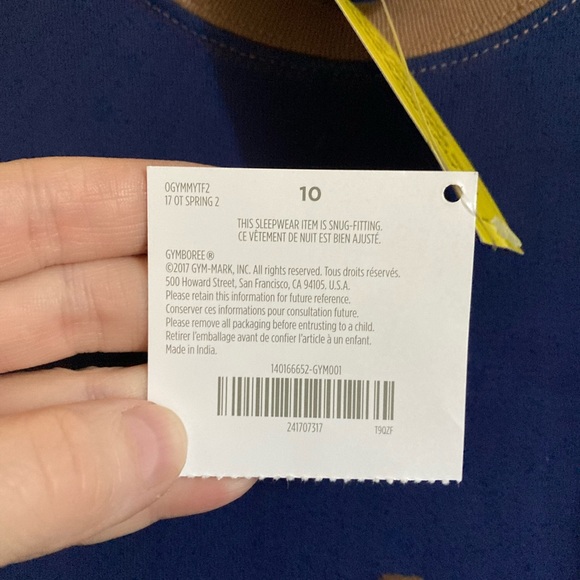 OGYMMYTF2
17 OT SPRING 2
10
THIS SLEEPWEAR ITEM IS SNUG-FITTING.
CE VÊTEMENT DE NUIT EST BIEN AJUSTÉ.
GYMBOREE®
©2017 GYM-MARK, INC. All rights reserved. Tous droits réservés.
500 Howard Street, San Francisco, CA 94105. U.S.A.
Please retain this information for future reference.
Conserver ces informations pour consultation future.
Please remove all packaging before entrusting to a child.
Retirer l'emballage avant de confier l'article à un enfant.
Made in India.
140166652-GYM001
241707317
19QZF